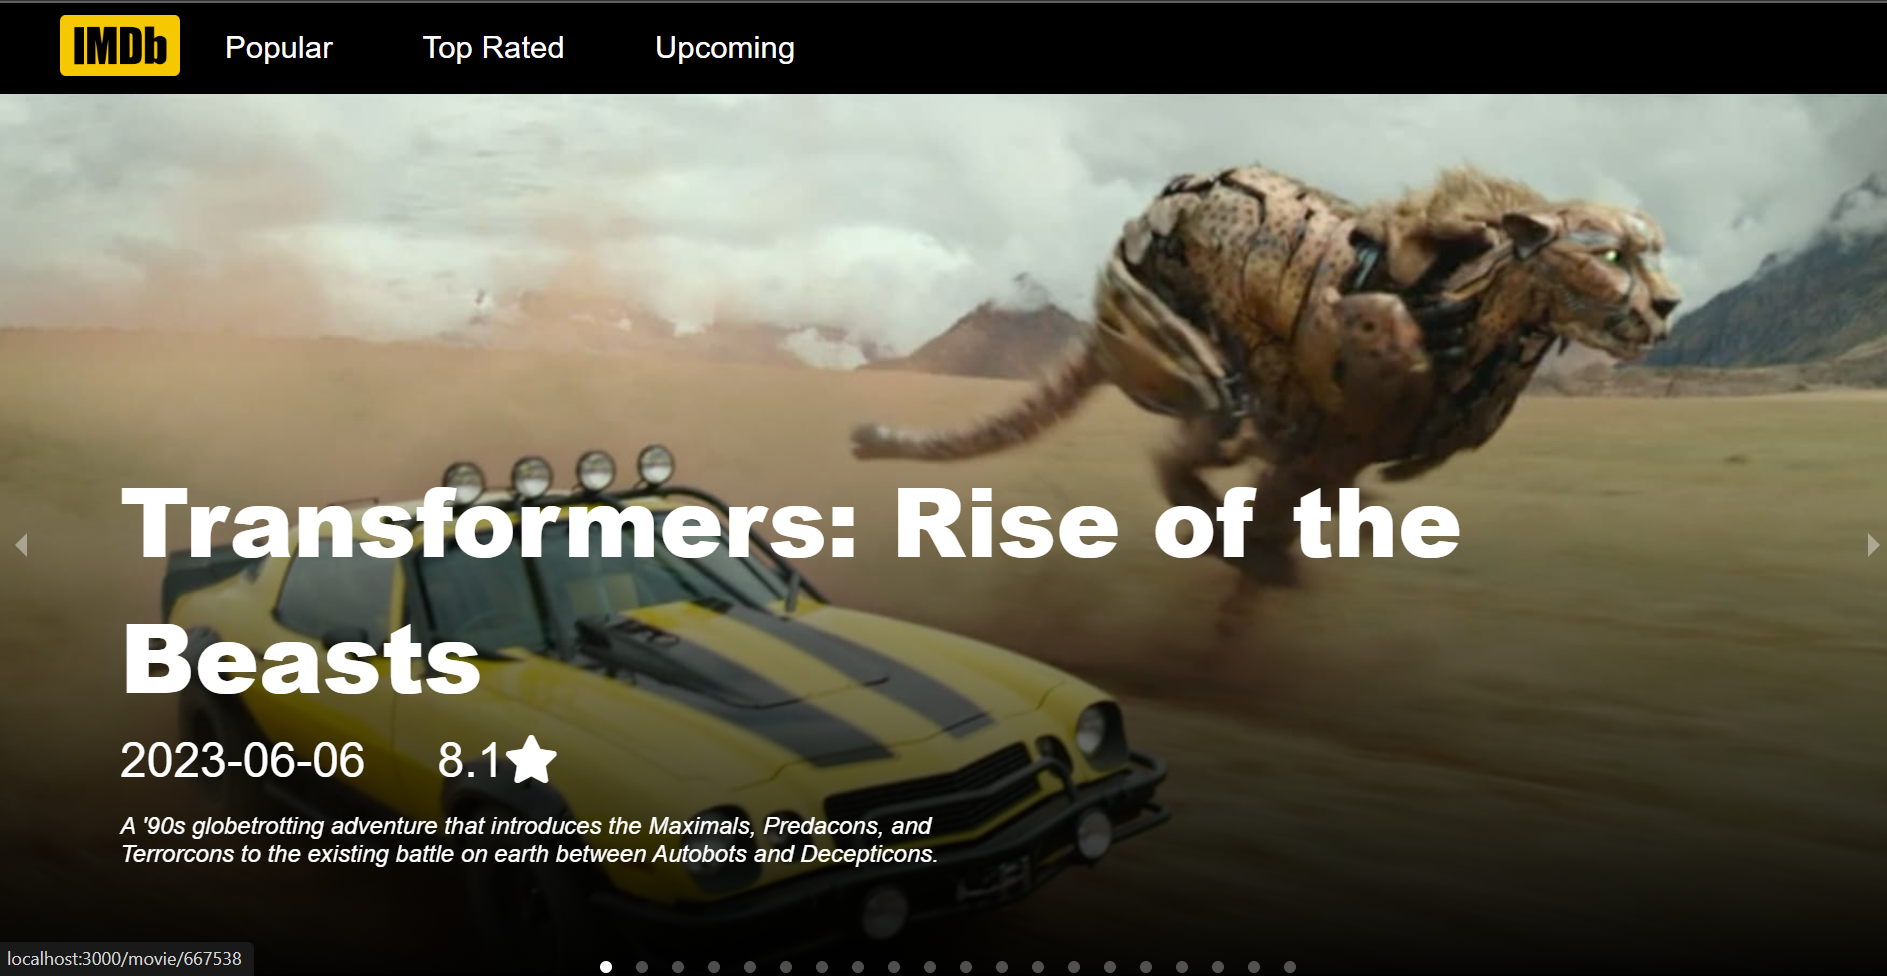 IMDb
Popular
Top Rated
Upcoming
Transformers: Rise of the
Beasts
2023-06-06
8.1
A '90s globetrotting adventure that introduces the Maximals, Predacons, and
Terrorcons to the existing battle on earth between Autobots and Decepticons.
localhost:3000/movie/667538